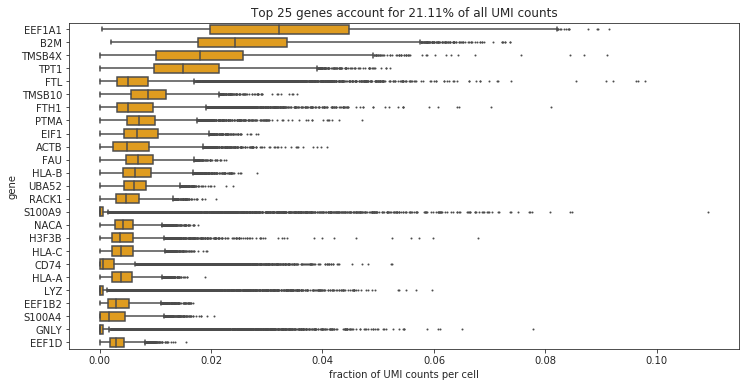 Top 25 genes account for 21.11% of all UMI counts
EEF1A1
B2M
TMSB4X
TPT1
FTL
TMSB10
FTH1
PTMA
EIF1
ACTB
FAU
HLA-B
UBA52
RACK1
S100A9
NACA
H3F3B
HLA-C
CD74
HLA-A
LYZ
EEF1B2
S100A4
GNLY
EEF1D
gene
0.00 0.02 0.04 0.06 0.08 0.10
fraction of UMI counts per cell